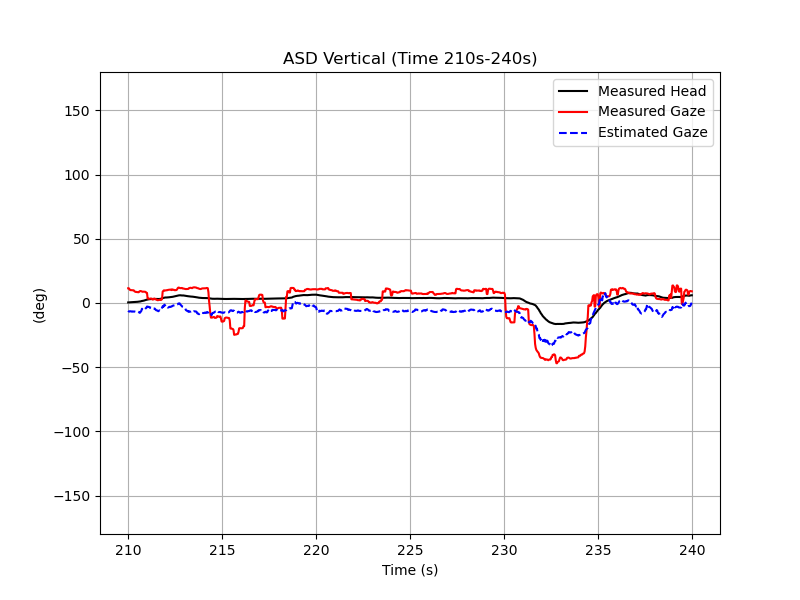 ASD Vertical (Time 210s-240s)
Measured Head
Measured Gaze
Estimated Gaze
150
100
50
0
−50
−100
−150
(deg)
210 215 220 225 230 235 240
Time (s)